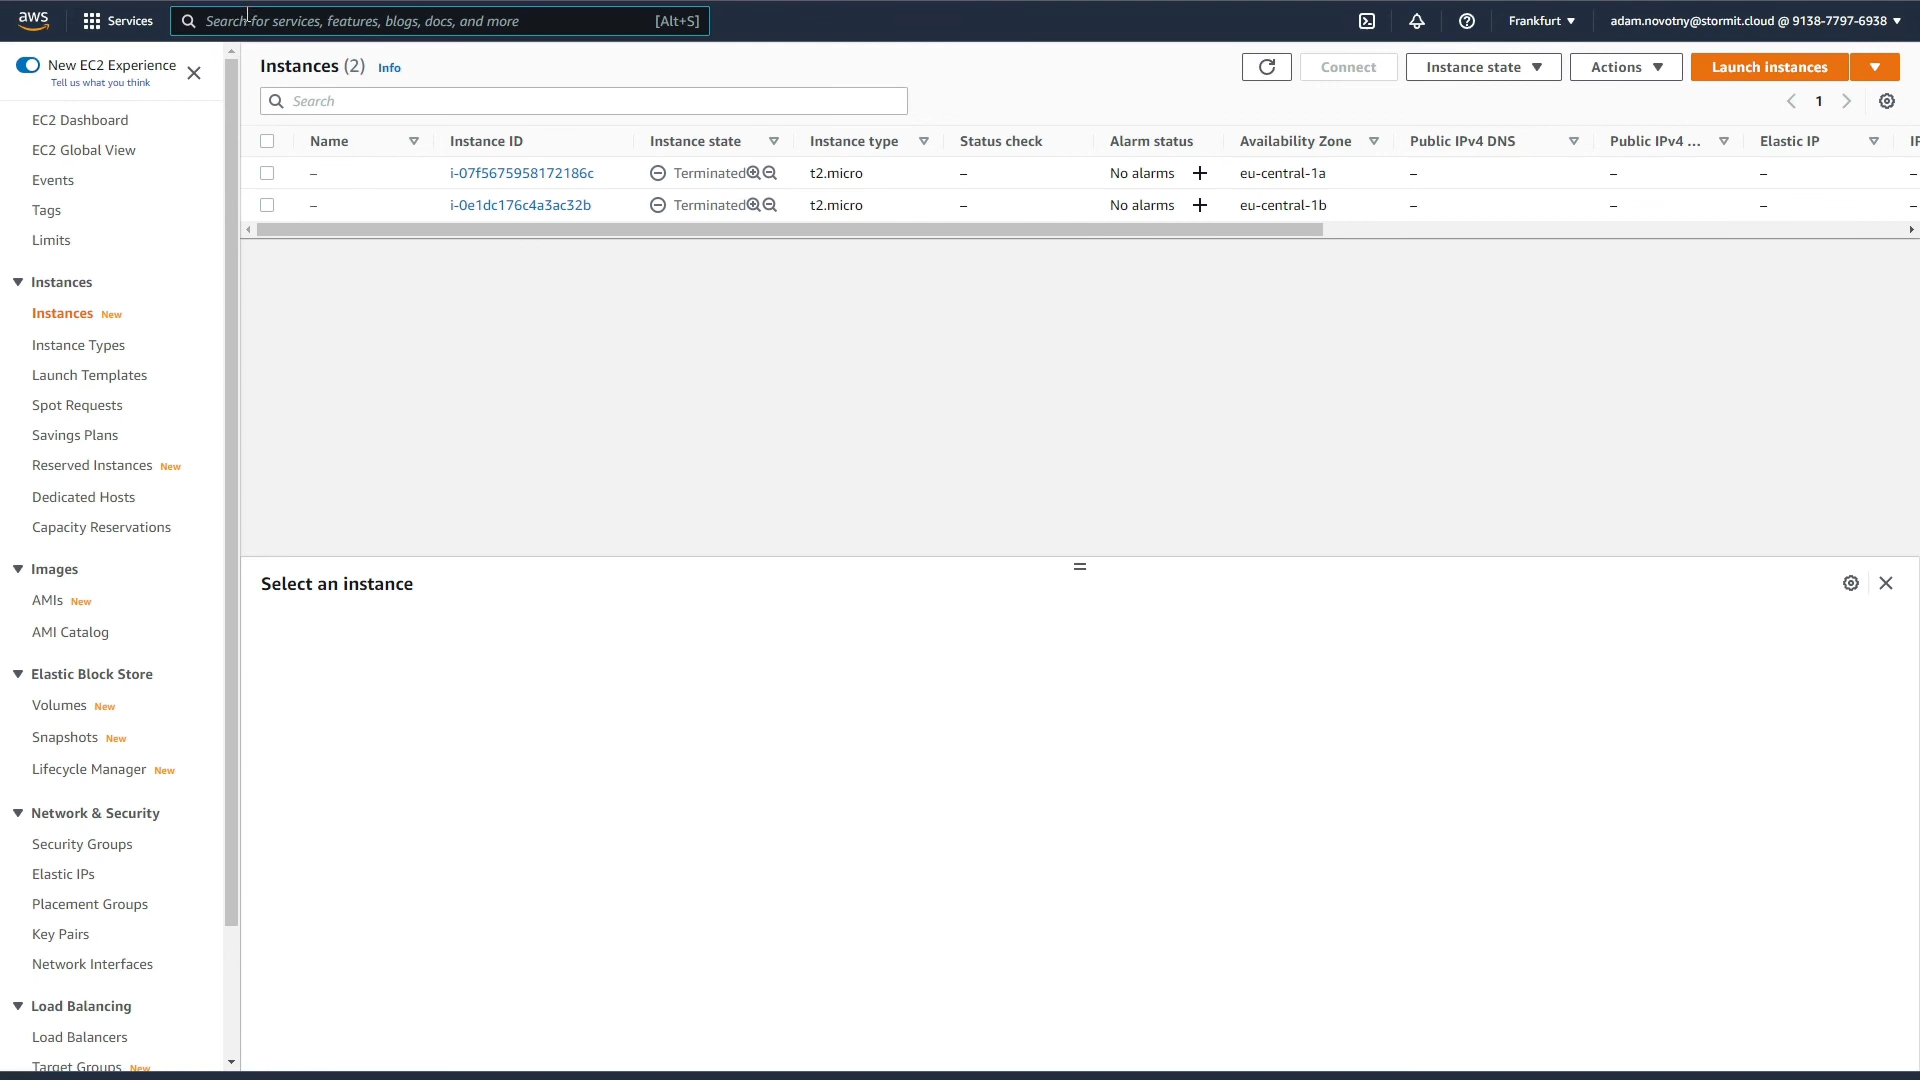 aws
Services
Search for services, features, blogs, docs, and more [Alt+S]
Frankfurt
adam.novotny@stormit.cloud @ 9138-7797-6938
New EC2 Experience
Tell us what you think
EC2 Dashboard
EC2 Global View
Events
Tags
Limits
Instances
Instances New
Instance Types
Launch Templates
Spot Requests
Savings Plans
Reserved Instances New
Dedicated Hosts
Capacity Reservations
Images
AMIs New
AMI Catalog
Elastic Block Store
Volumes New
Snapshots New
Lifecycle Manager New
Network & Security
Security Groups
Elastic IPs
Placement Groups
Key Pairs
Network Interfaces
Load Balancing
Load Balancers
Target Groups New
Instances (2) Info
Connect
Instance state
Actions
Launch instances
Search
1
Name Instance ID Instance state Instance type Status check Alarm status Availability Zone Public IPv4 DNS Public IPv4 ... Elastic IP IP
– i-07f5675958172186c Terminated t2.micro – No alarms + eu-central-1a – – – –
– i-0e1dc176c4a3ac32b Terminated t2.micro – No alarms + eu-central-1b – – – –
Select an instance